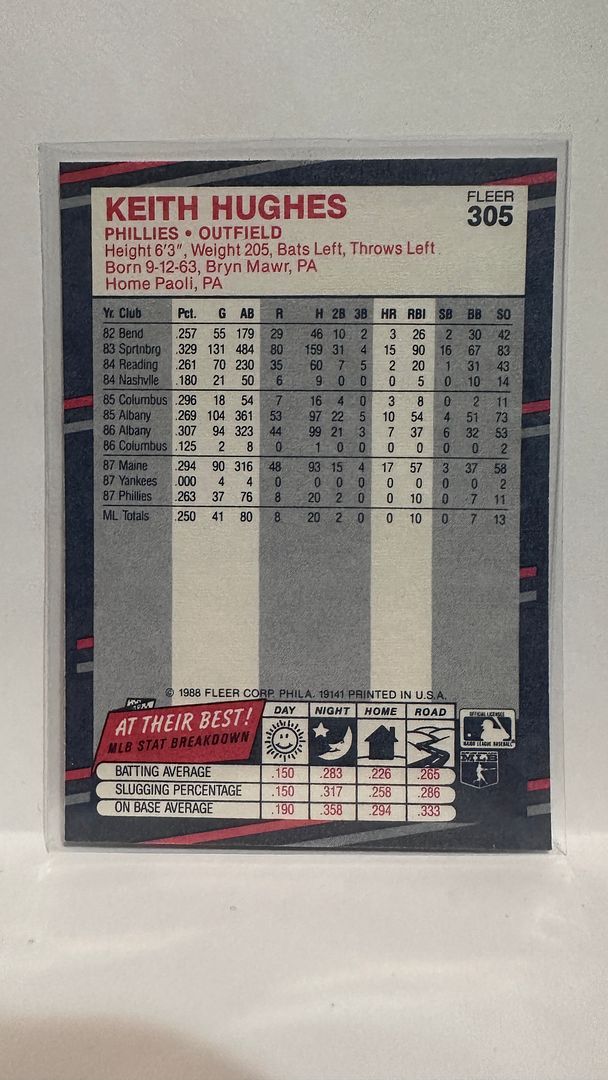 KEITH HUGHES
FLEER
305
PHILLIES • OUTFIELD
Height 6'3", Weight 205, Bats Left, Throws Left
Born 9-12-63, Bryn Mawr, PA
Home Paoli, PA
Yr. Club Pct. G AB R H 2B 3B HR RBI SB BB SO
82 Bend .257 55 179 29 46 10 2 3 26 2 30 42
83 Sprtnbrg .329 131 484 80 159 31 4 15 90 16 67 83
84 Reading .261 70 230 35 60 7 5 2 20 1 31 43
84 Nashvlle .180 21 50 6 9 0 0 0 5 0 10 14
85 Columbus .296 18 54 7 16 4 0 3 8 0 2 11
85 Albany .269 104 361 53 97 22 5 10 54 4 51 73
86 Albany .307 94 323 44 99 21 3 7 37 6 32 53
86 Columbus .125 2 8 0 1 0 0 0 0 0 0 2
87 Maine .294 90 316 48 93 15 4 17 57 3 37 58
87 Yankees .000 4 4 0 0 0 0 0 0 0 0 2
87 Phillies .263 37 76 8 20 2 0 0 10 0 7 11
ML Totals .250 41 80 8 20 2 0 0 10 0 7 13
© 1988 FLEER CORP. PHILA. 19141 PRINTED IN U.S.A.
AT THEIR BEST!
MLB STAT BREAKDOWN
DAY NIGHT HOME ROAD
OFFICIAL LICENSEE
MAJOR LEAGUE BASEBALL
MLB
BATTING AVERAGE .150 .283 .226 .265
SLUGGING PERCENTAGE .150 .317 .258 .286
ON BASE AVERAGE .190 .358 .294 .333